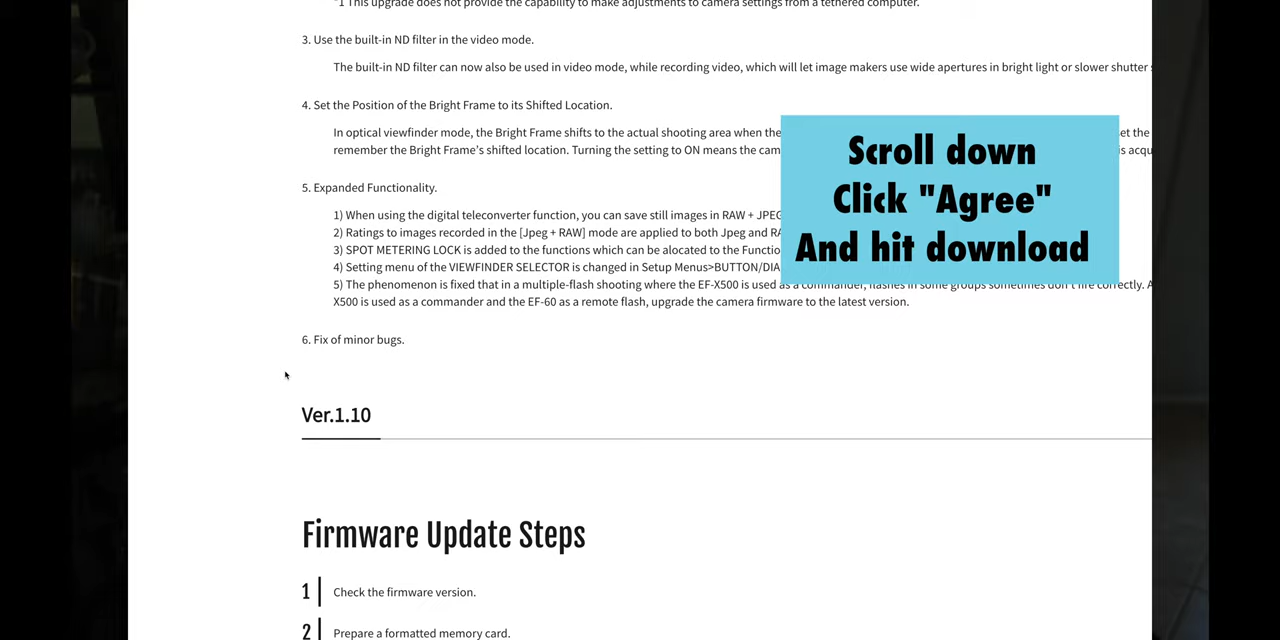 *1 This upgrade does not provide the capability to make adjustments to camera settings from a tethered computer.
3. Use the built-in ND filter in the video mode.
The built-in ND filter can now also be used in video mode, while recording video, which will let image makers use wide apertures in bright light or slower shutter
4. Set the Position of the Bright Frame to its Shifted Location.
In optical viewfinder mode, the Bright Frame shifts to the actual shooting area when the et the
remember the Bright Frame's shifted location. Turning the setting to ON means the cam is acqu
5. Expanded Functionality.
1) When using the digital teleconverter function, you can save still images in RAW + JPEG
2) Ratings to images recorded in the [Jpeg + RAW] mode are applied to both Jpeg and RA
3) SPOT METERING LOCK is added to the functions which can be alocated to the Functio
4) Setting menu of the VIEWFINDER SELECTOR is changed in Setup Menus>BUTTON/DIA
5) The phenomenon is fixed that in a multiple-flash shooting where the EF-X500 is used as a commander, flashes in some groups sometimes don't fire correctly. A
X500 is used as a commander and the EF-60 as a remote flash, upgrade the camera firmware to the latest version.
6. Fix of minor bugs.
Scroll down
Click "Agree"
And hit download
Ver.1.10
Firmware Update Steps
1 Check the firmware version.
2 Prepare a formatted memory card.